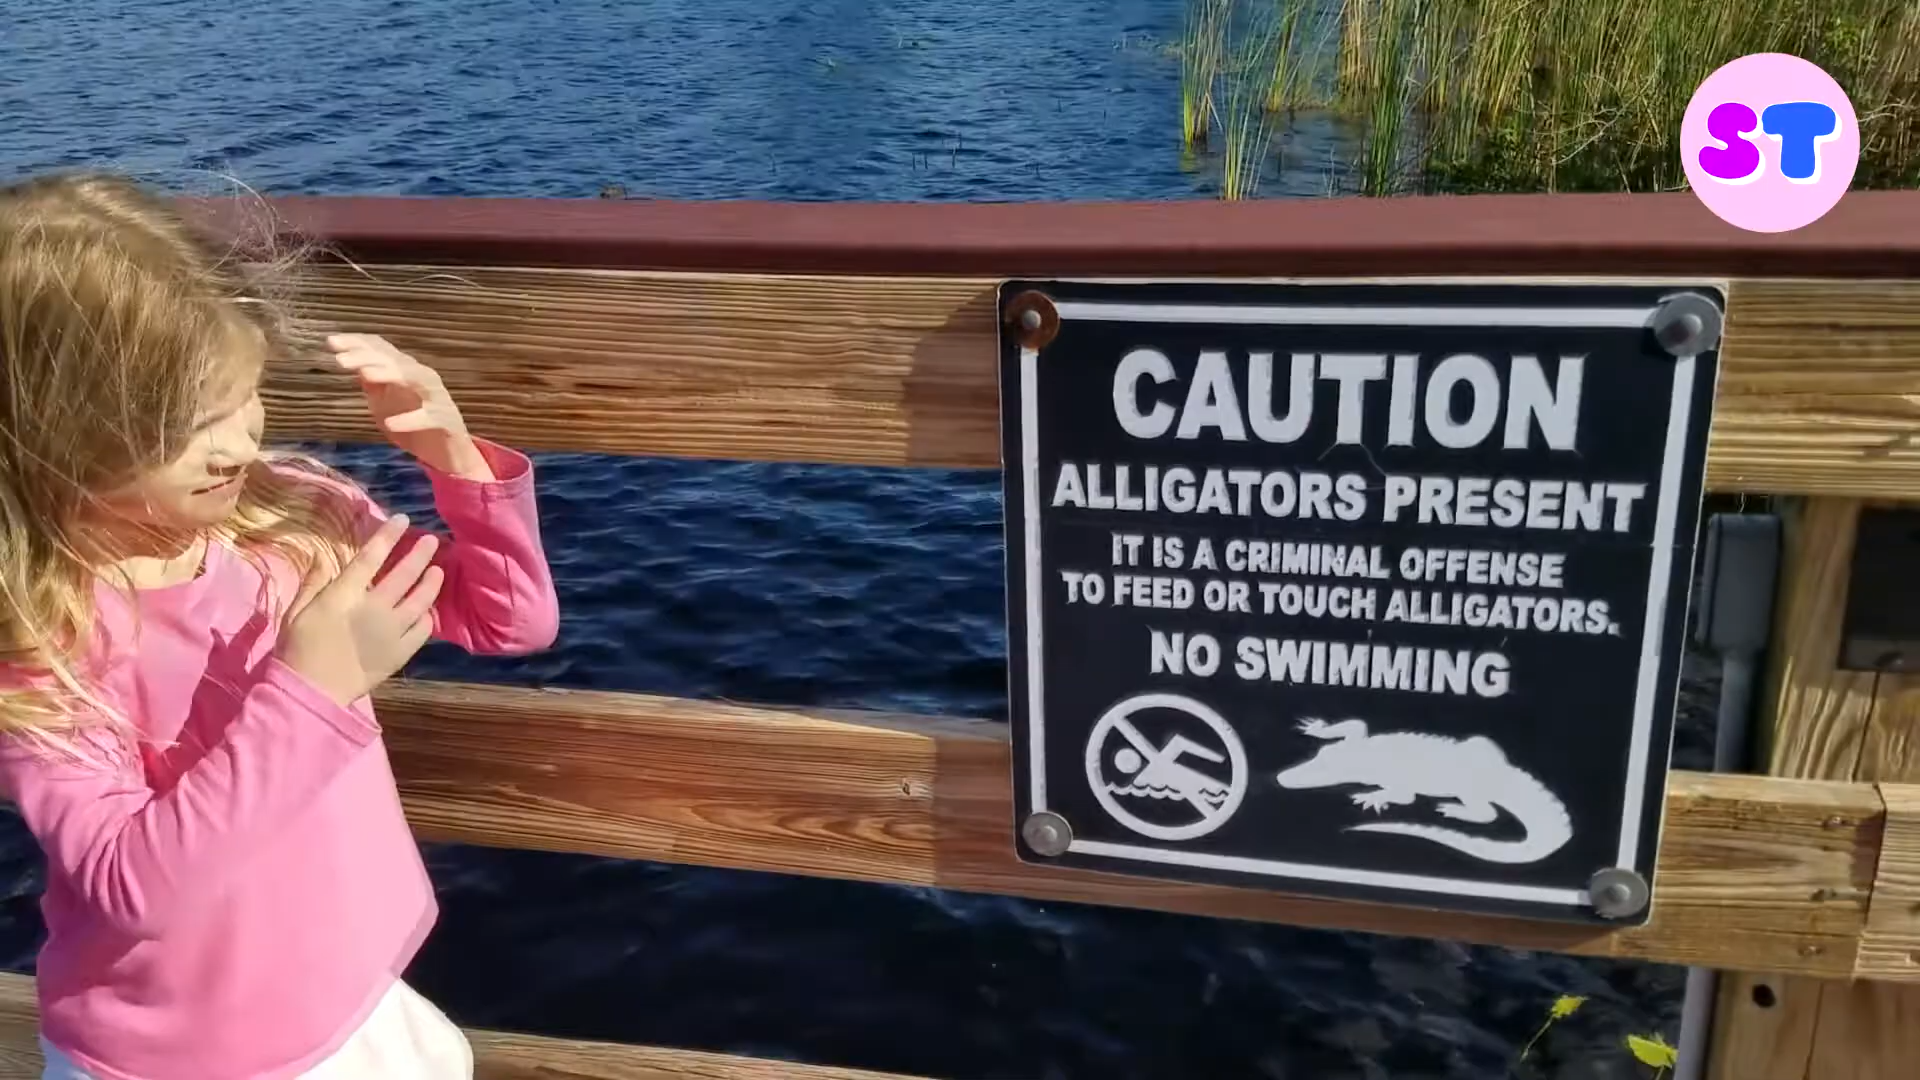 ST
CAUTION
ALLIGATORS PRESENT
IT IS A CRIMINAL OFFENSE
TO FEED OR TOUCH ALLIGATORS.
NO SWIMMING